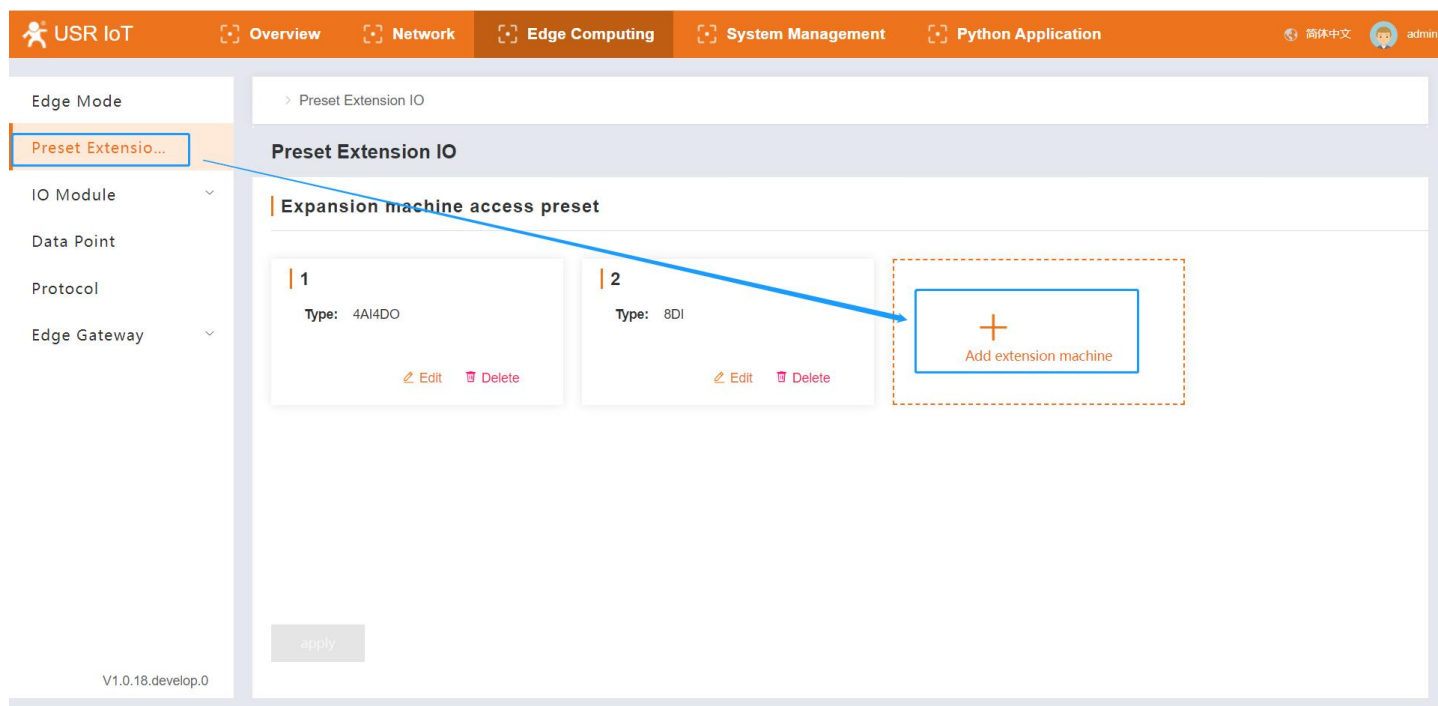 USR IoT Overview Network Edge Computing System Management Python Application 简体中文 admin
Edge Mode
Preset Extensio...
IO Module
Data Point
Protocol
Edge Gateway
V1.0.18.develop.0
> Preset Extension IO
Preset Extension IO
Expansion machine access preset
1
Type: 4AI4DO
Edit Delete
2
Type: 8DI
Edit Delete
Add extension machine
apply